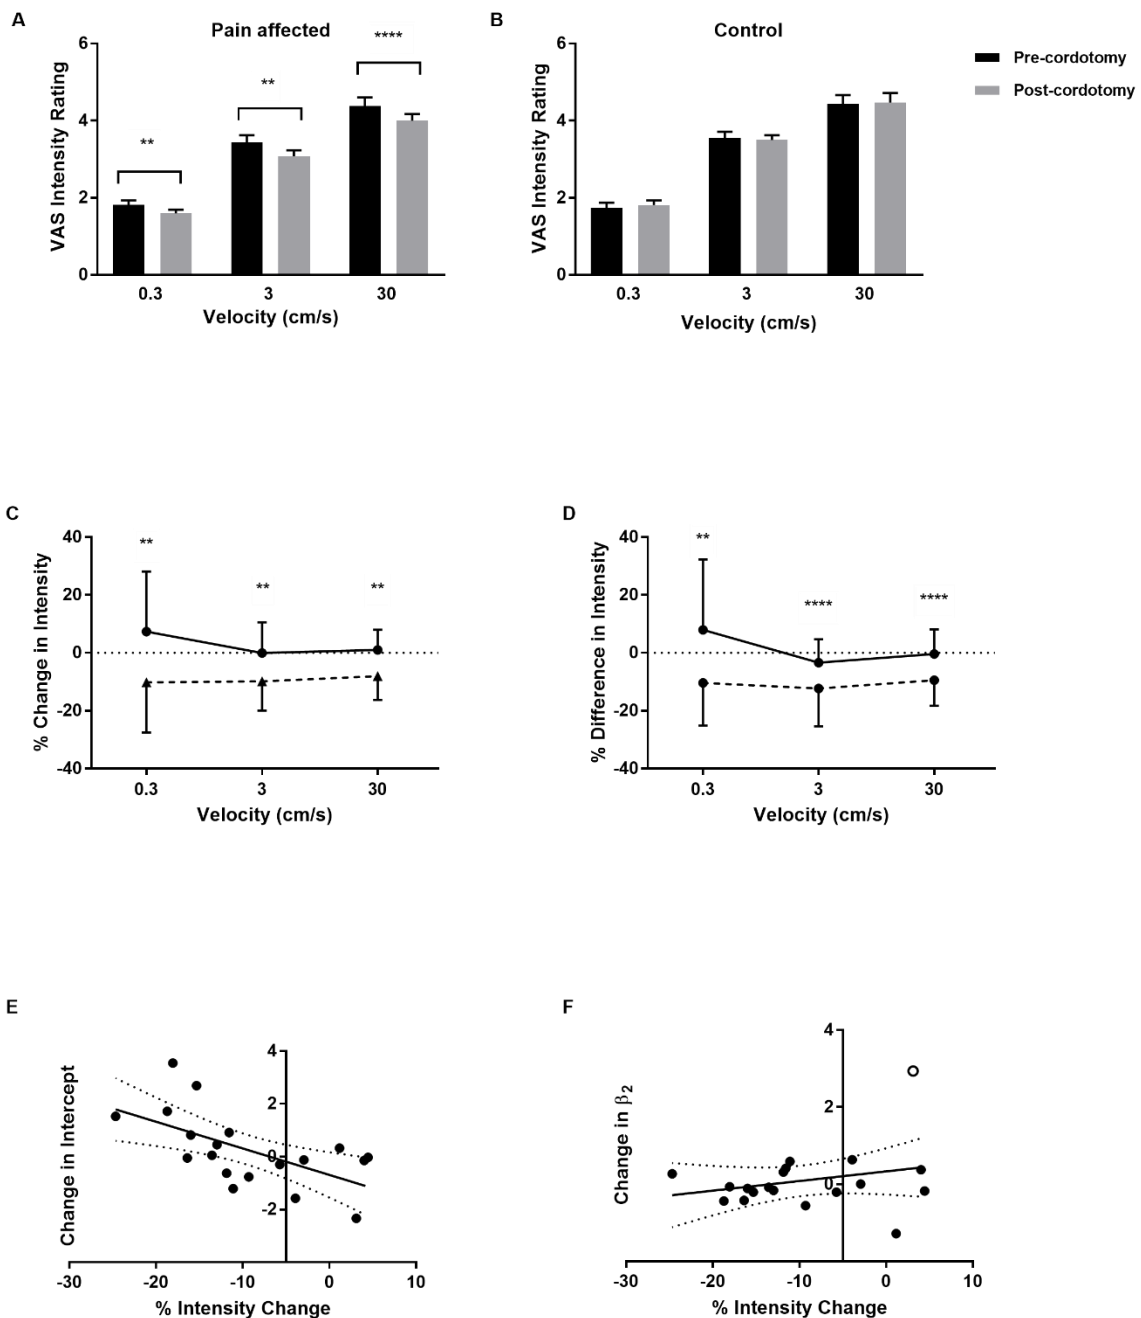 A
Pain affected
6
4
2
0
VAS Intensity Rating
**
**
****
0.3
3
30
Velocity (cm/s)
B
Control
6
4
2
0
VAS Intensity Rating
0.3
3
30
Velocity (cm/s)
Pre-cordotomy
Post-cordotomy
C
40
20
0
-20
-40
% Change in Intensity
**
**
**
0.3
3
30
Velocity (cm/s)
D
40
20
0
-20
-40
% Difference in Intensity
**
****
****
0.3
3
30
Velocity (cm/s)
E
4
2
0
-2
Change in Intercept
-30
-20
-10
0
10
% Intensity Change
F
4
2
0
Change in β2
-30
-20
-10
0
10
% Intensity Change